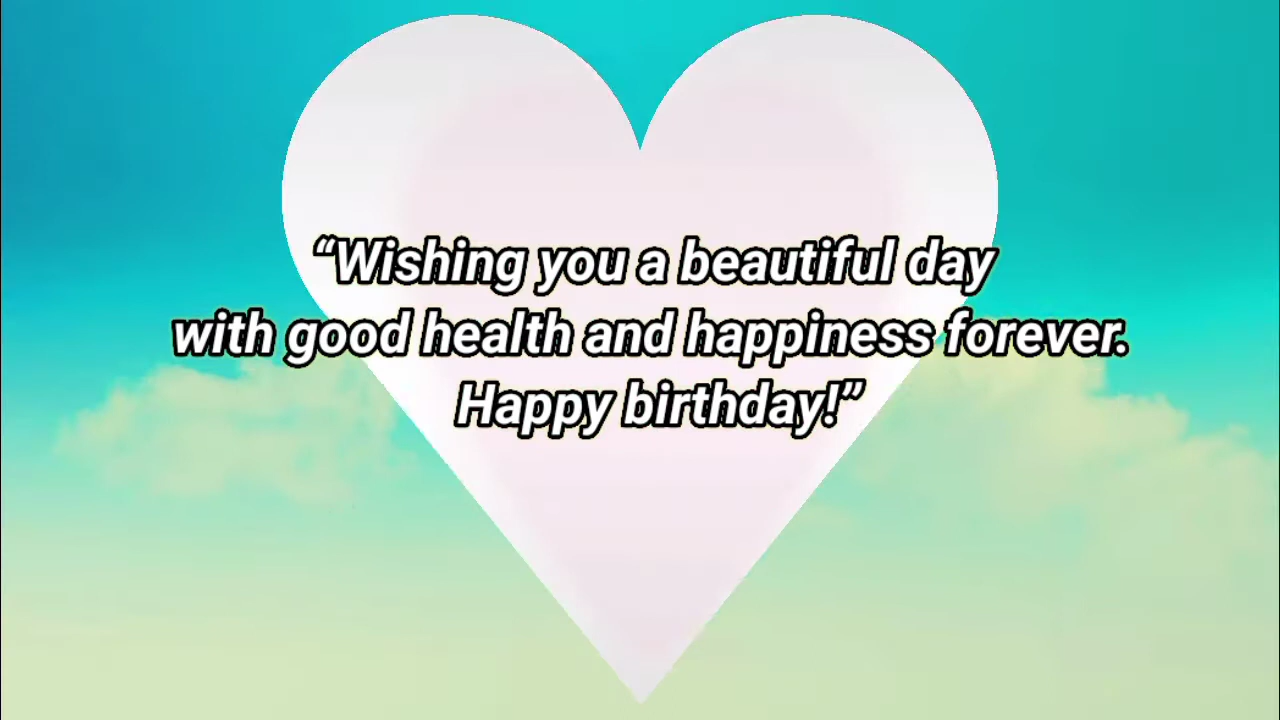 “Wishing you a beautiful day
with good health and happiness forever.
Happy birthday!”